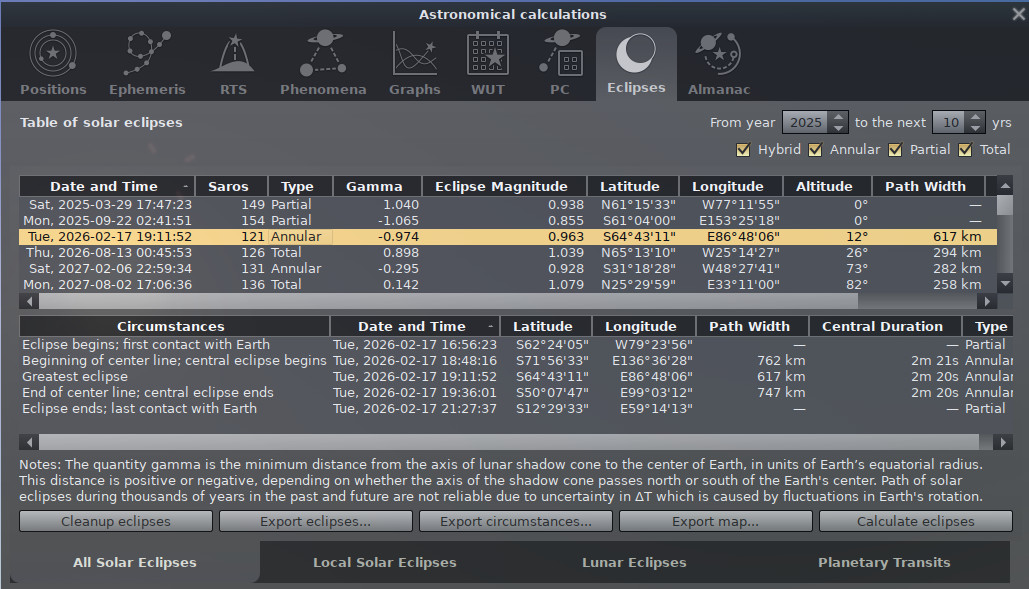 Astronomical calculations
Positions Ephemeris RTS Phenomena Graphs WUT PC Eclipses Almanac
Table of solar eclipses From year 2025 to the next 10 yrs
Hybrid Annular Partial Total
Date and Time Saros Type Gamma Eclipse Magnitude Latitude Longitude Altitude Path Width
Sat, 2025-03-29 17:47:23 149 Partial 1.040 0.938 N61°15'33" W77°11'55" 0° —
Mon, 2025-09-22 02:41:51 154 Partial -1.065 0.855 S61°04'00" E153°25'18" 0° —
Tue, 2026-02-17 19:11:52 121 Annular -0.974 0.963 S64°43'11" E86°48'06" 12° 617 km
Thu, 2026-08-13 00:45:53 126 Total 0.898 1.039 N65°13'10" W25°14'27" 26° 294 km
Sat, 2027-02-06 22:59:34 131 Annular -0.295 0.928 S31°18'28" W48°27'41" 73° 282 km
Mon, 2027-08-02 17:06:36 136 Total 0.142 1.079 N25°29'59" E33°11'00" 82° 258 km
Circumstances Date and Time Latitude Longitude Path Width Central Duration Type
Eclipse begins; first contact with Earth Tue, 2026-02-17 16:56:23 S62°24'05" W79°23'56" — — Partial
Beginning of center line; central eclipse begins Tue, 2026-02-17 18:48:16 S71°56'33" E136°36'28" 762 km 2m 21s Annular
Greatest eclipse Tue, 2026-02-17 19:11:52 S64°43'11" E86°48'06" 617 km 2m 20s Annular
End of center line; central eclipse ends Tue, 2026-02-17 19:36:01 S50°07'47" E99°03'12" 747 km 2m 20s Annular
Eclipse ends; last contact with Earth Tue, 2026-02-17 21:27:37 S12°29'33" E59°14'13" — — Partial
Notes: The quantity gamma is the minimum distance from the axis of lunar shadow cone to the center of Earth, in units of Earth’s equatorial radius.
This distance is positive or negative, depending on whether the axis of the shadow cone passes north or south of the Earth's center. Path of solar
eclipses during thousands of years in the past and future are not reliable due to uncertainty in ΔT which is caused by fluctuations in Earth's rotation.
Cleanup eclipses Export eclipses... Export circumstances... Export map... Calculate eclipses
All Solar Eclipses Local Solar Eclipses Lunar Eclipses Planetary Transits